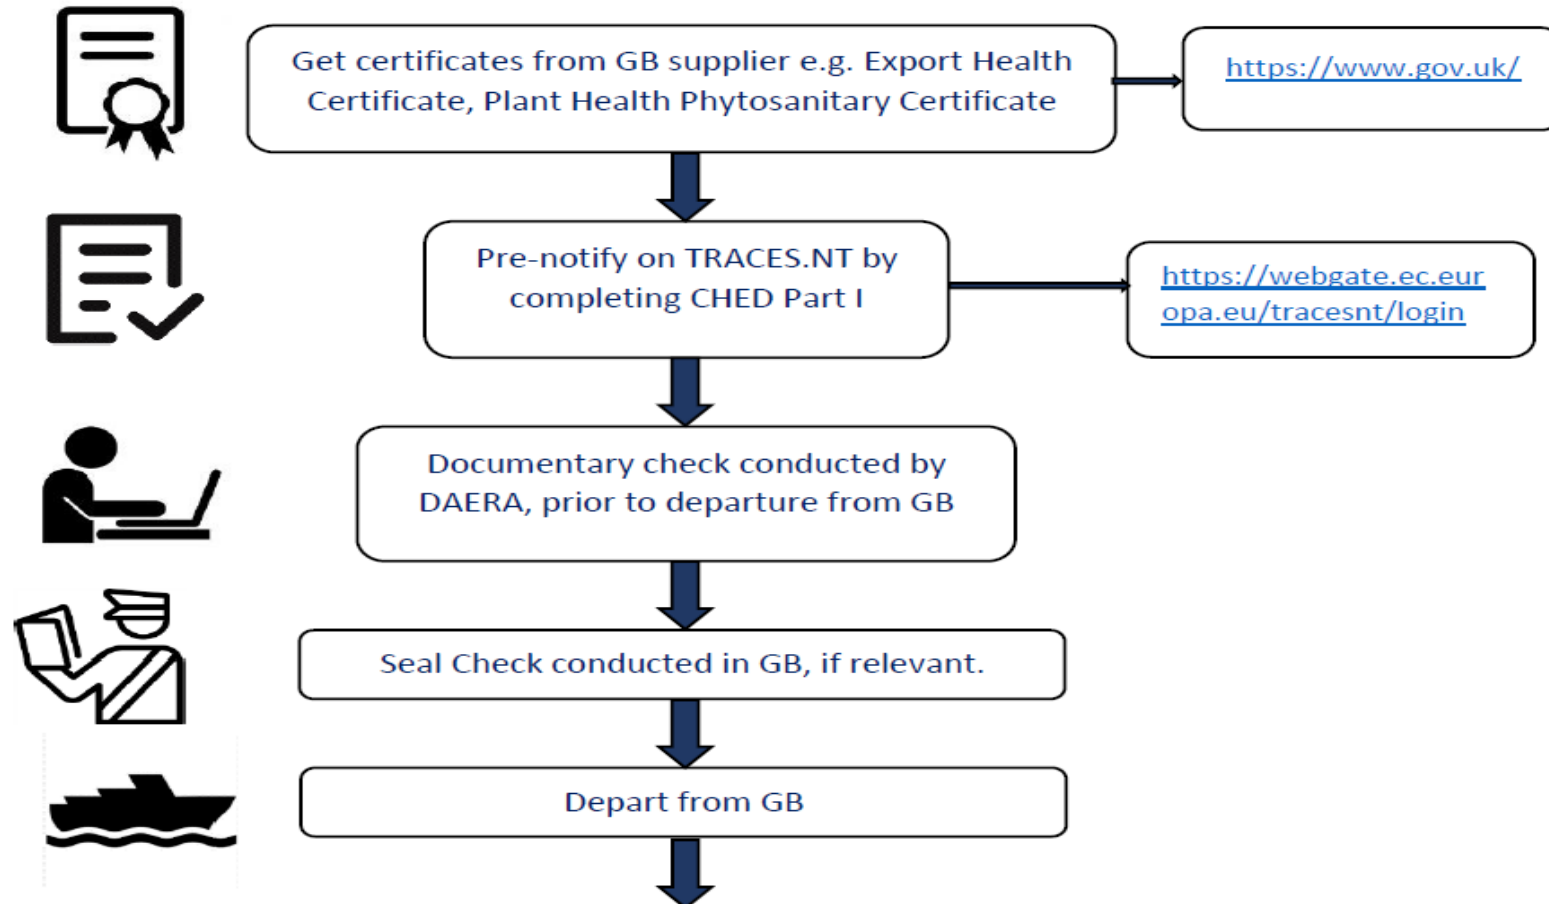 Get certificates from GB supplier e.g. Export Health
Certificate, Plant Health Phytosanitary Certificate
https://www.gov.uk/
Pre-notify on TRACES.NT by
completing CHED Part I
https://webgate.ec.eur
opa.eu/tracesnt/login
Documentary check conducted by
DAERA, prior to departure from GB
Seal Check conducted in GB, if relevant.
Depart from GB